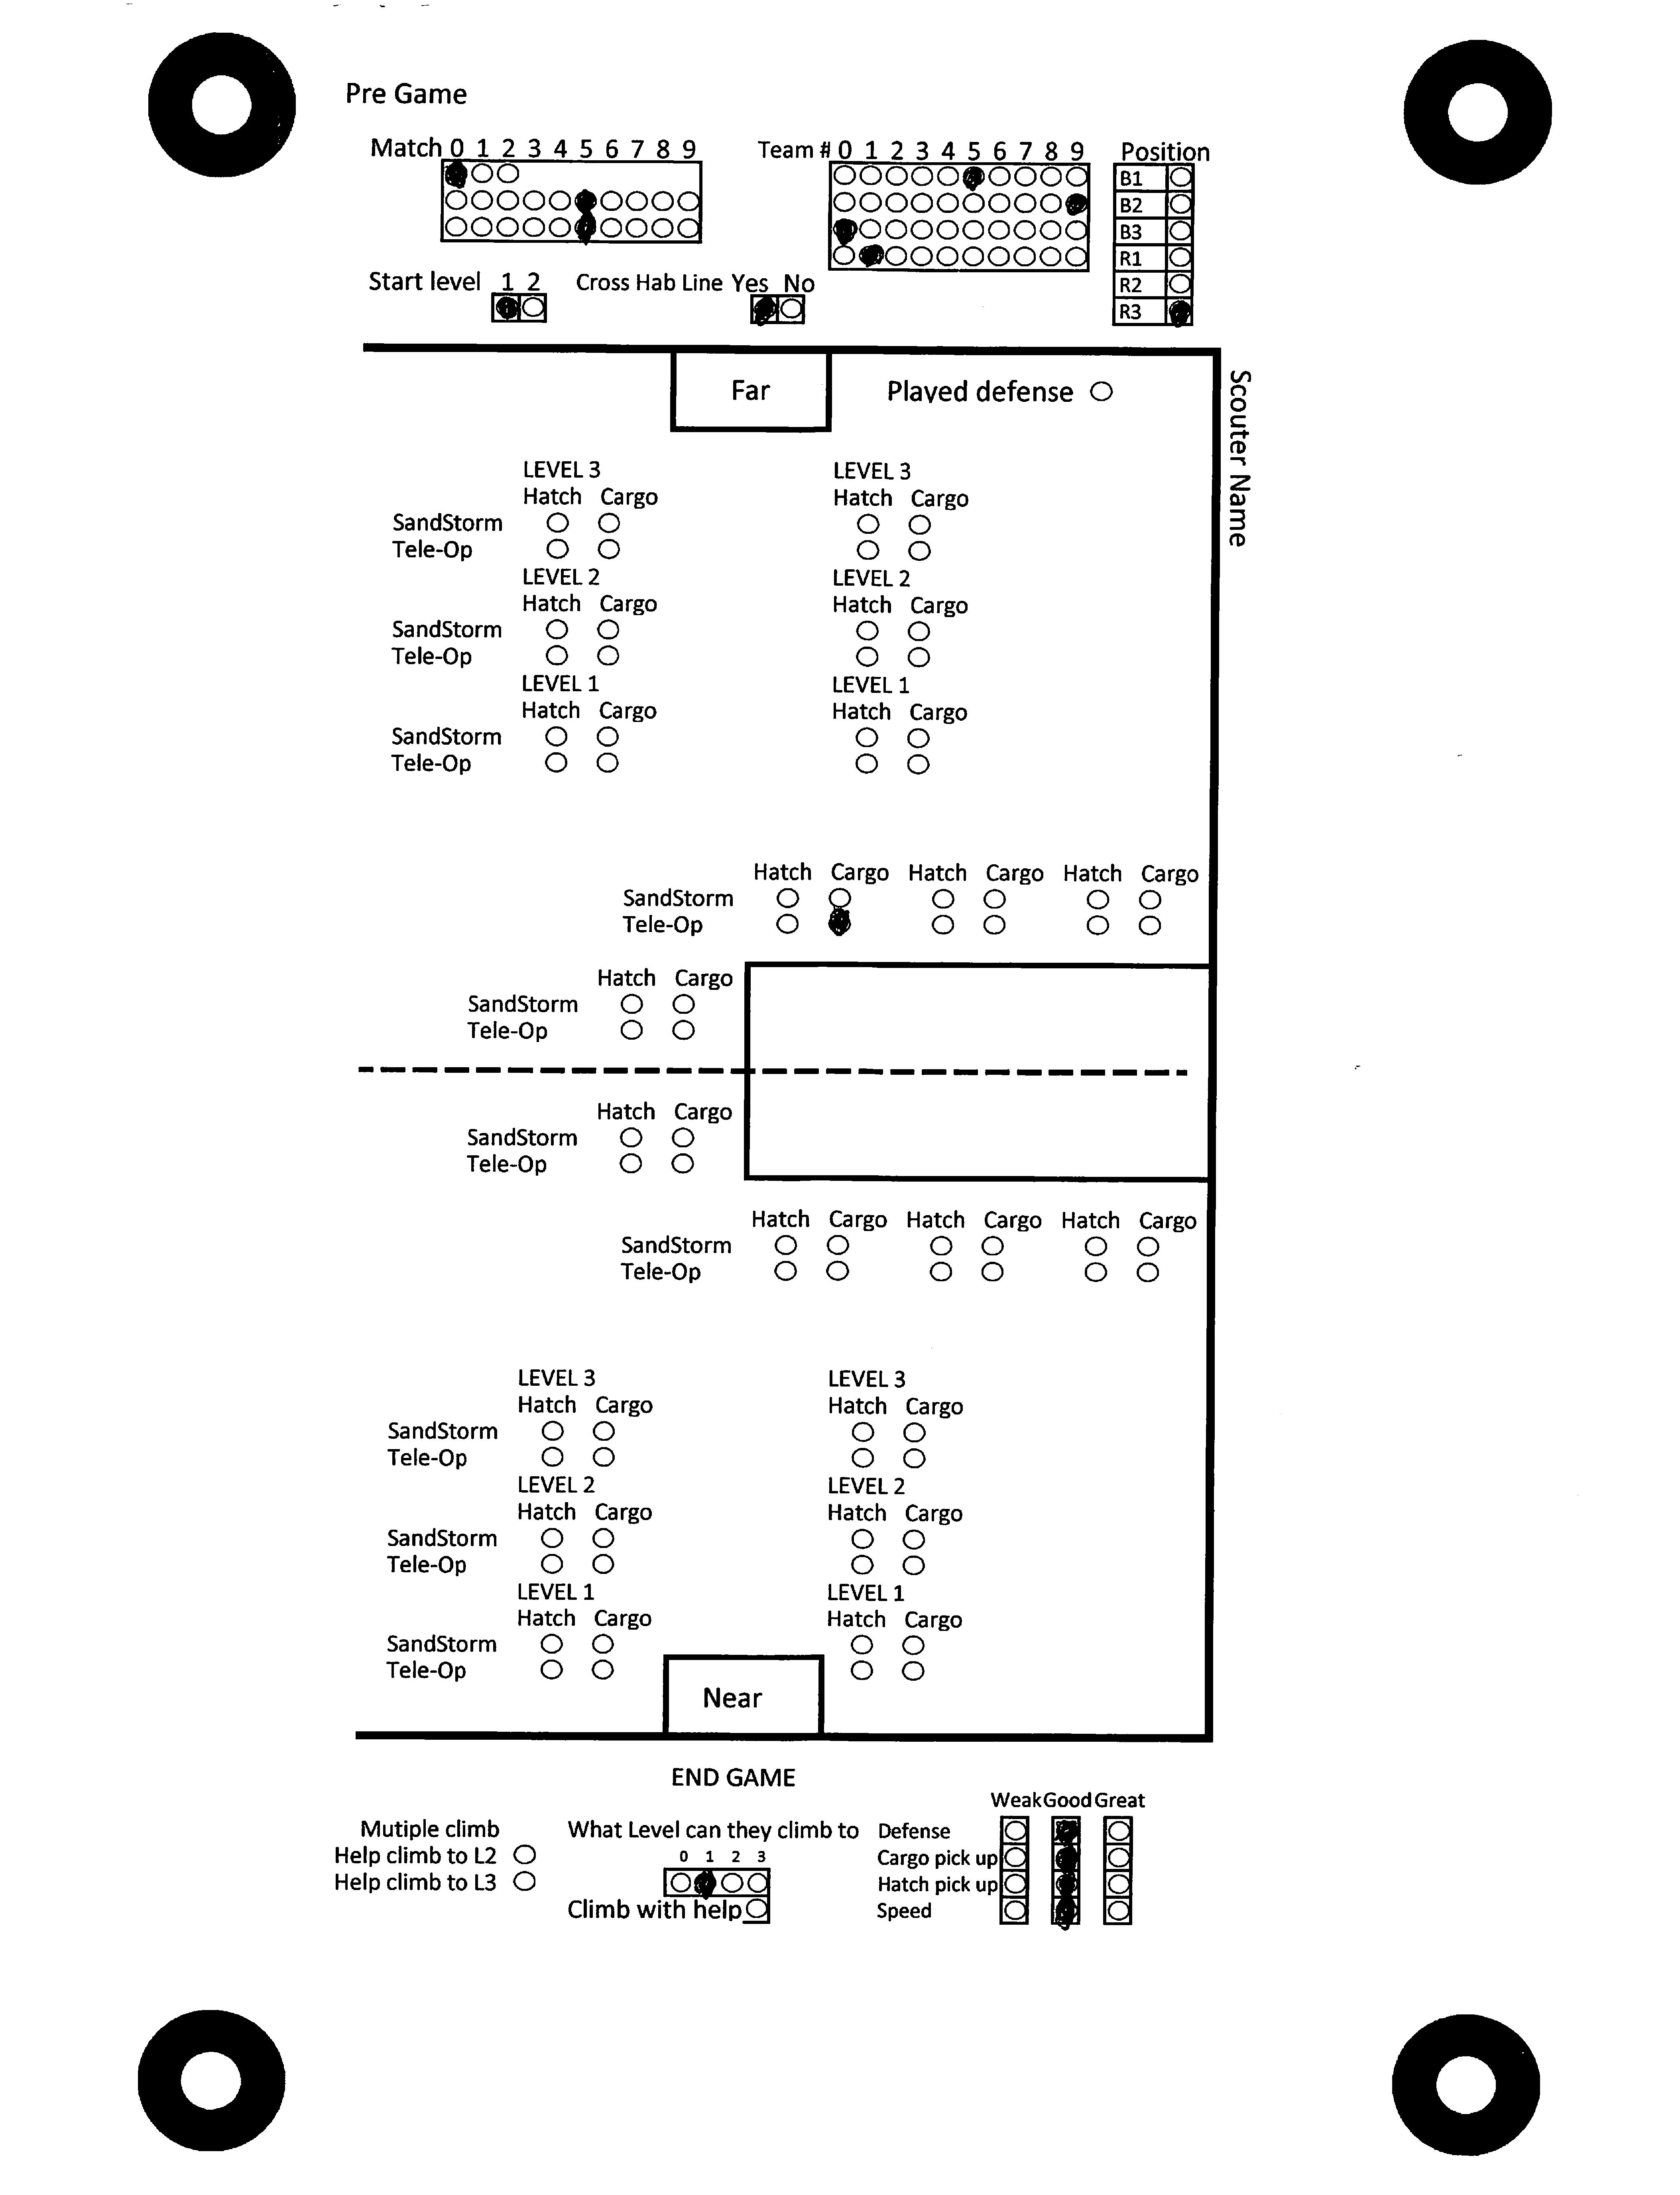 Pre Game
Match 0 1 2 3 4 5 6 7 8 9
Team # 0 1 2 3 4 5 6 7 8 9
Position
B1
B2
B3
R1
R2
R3
Start level 1 2
Cross Hab Line Yes No
Scouter Name
Far
Played defense
LEVEL 3 LEVEL 3
Hatch Cargo Hatch Cargo
SandStorm
Tele-Op
LEVEL 2 LEVEL 2
Hatch Cargo Hatch Cargo
SandStorm
Tele-Op
LEVEL 1 LEVEL 1
Hatch Cargo Hatch Cargo
SandStorm
Tele-Op
Hatch Cargo Hatch Cargo Hatch Cargo
SandStorm
Tele-Op
Hatch Cargo
SandStorm
Tele-Op
Hatch Cargo
SandStorm
Tele-Op
Hatch Cargo Hatch Cargo Hatch Cargo
SandStorm
Tele-Op
LEVEL 3 LEVEL 3
Hatch Cargo Hatch Cargo
SandStorm
Tele-Op
LEVEL 2 LEVEL 2
Hatch Cargo Hatch Cargo
SandStorm
Tele-Op
LEVEL 1 LEVEL 1
Hatch Cargo Hatch Cargo
SandStorm
Tele-Op
Near
END GAME
Mutiple climb
Help climb to L2
Help climb to L3
What Level can they climb to
0 1 2 3
Climb with help
Weak Good Great
Defense
Cargo pick up
Hatch pick up
Speed